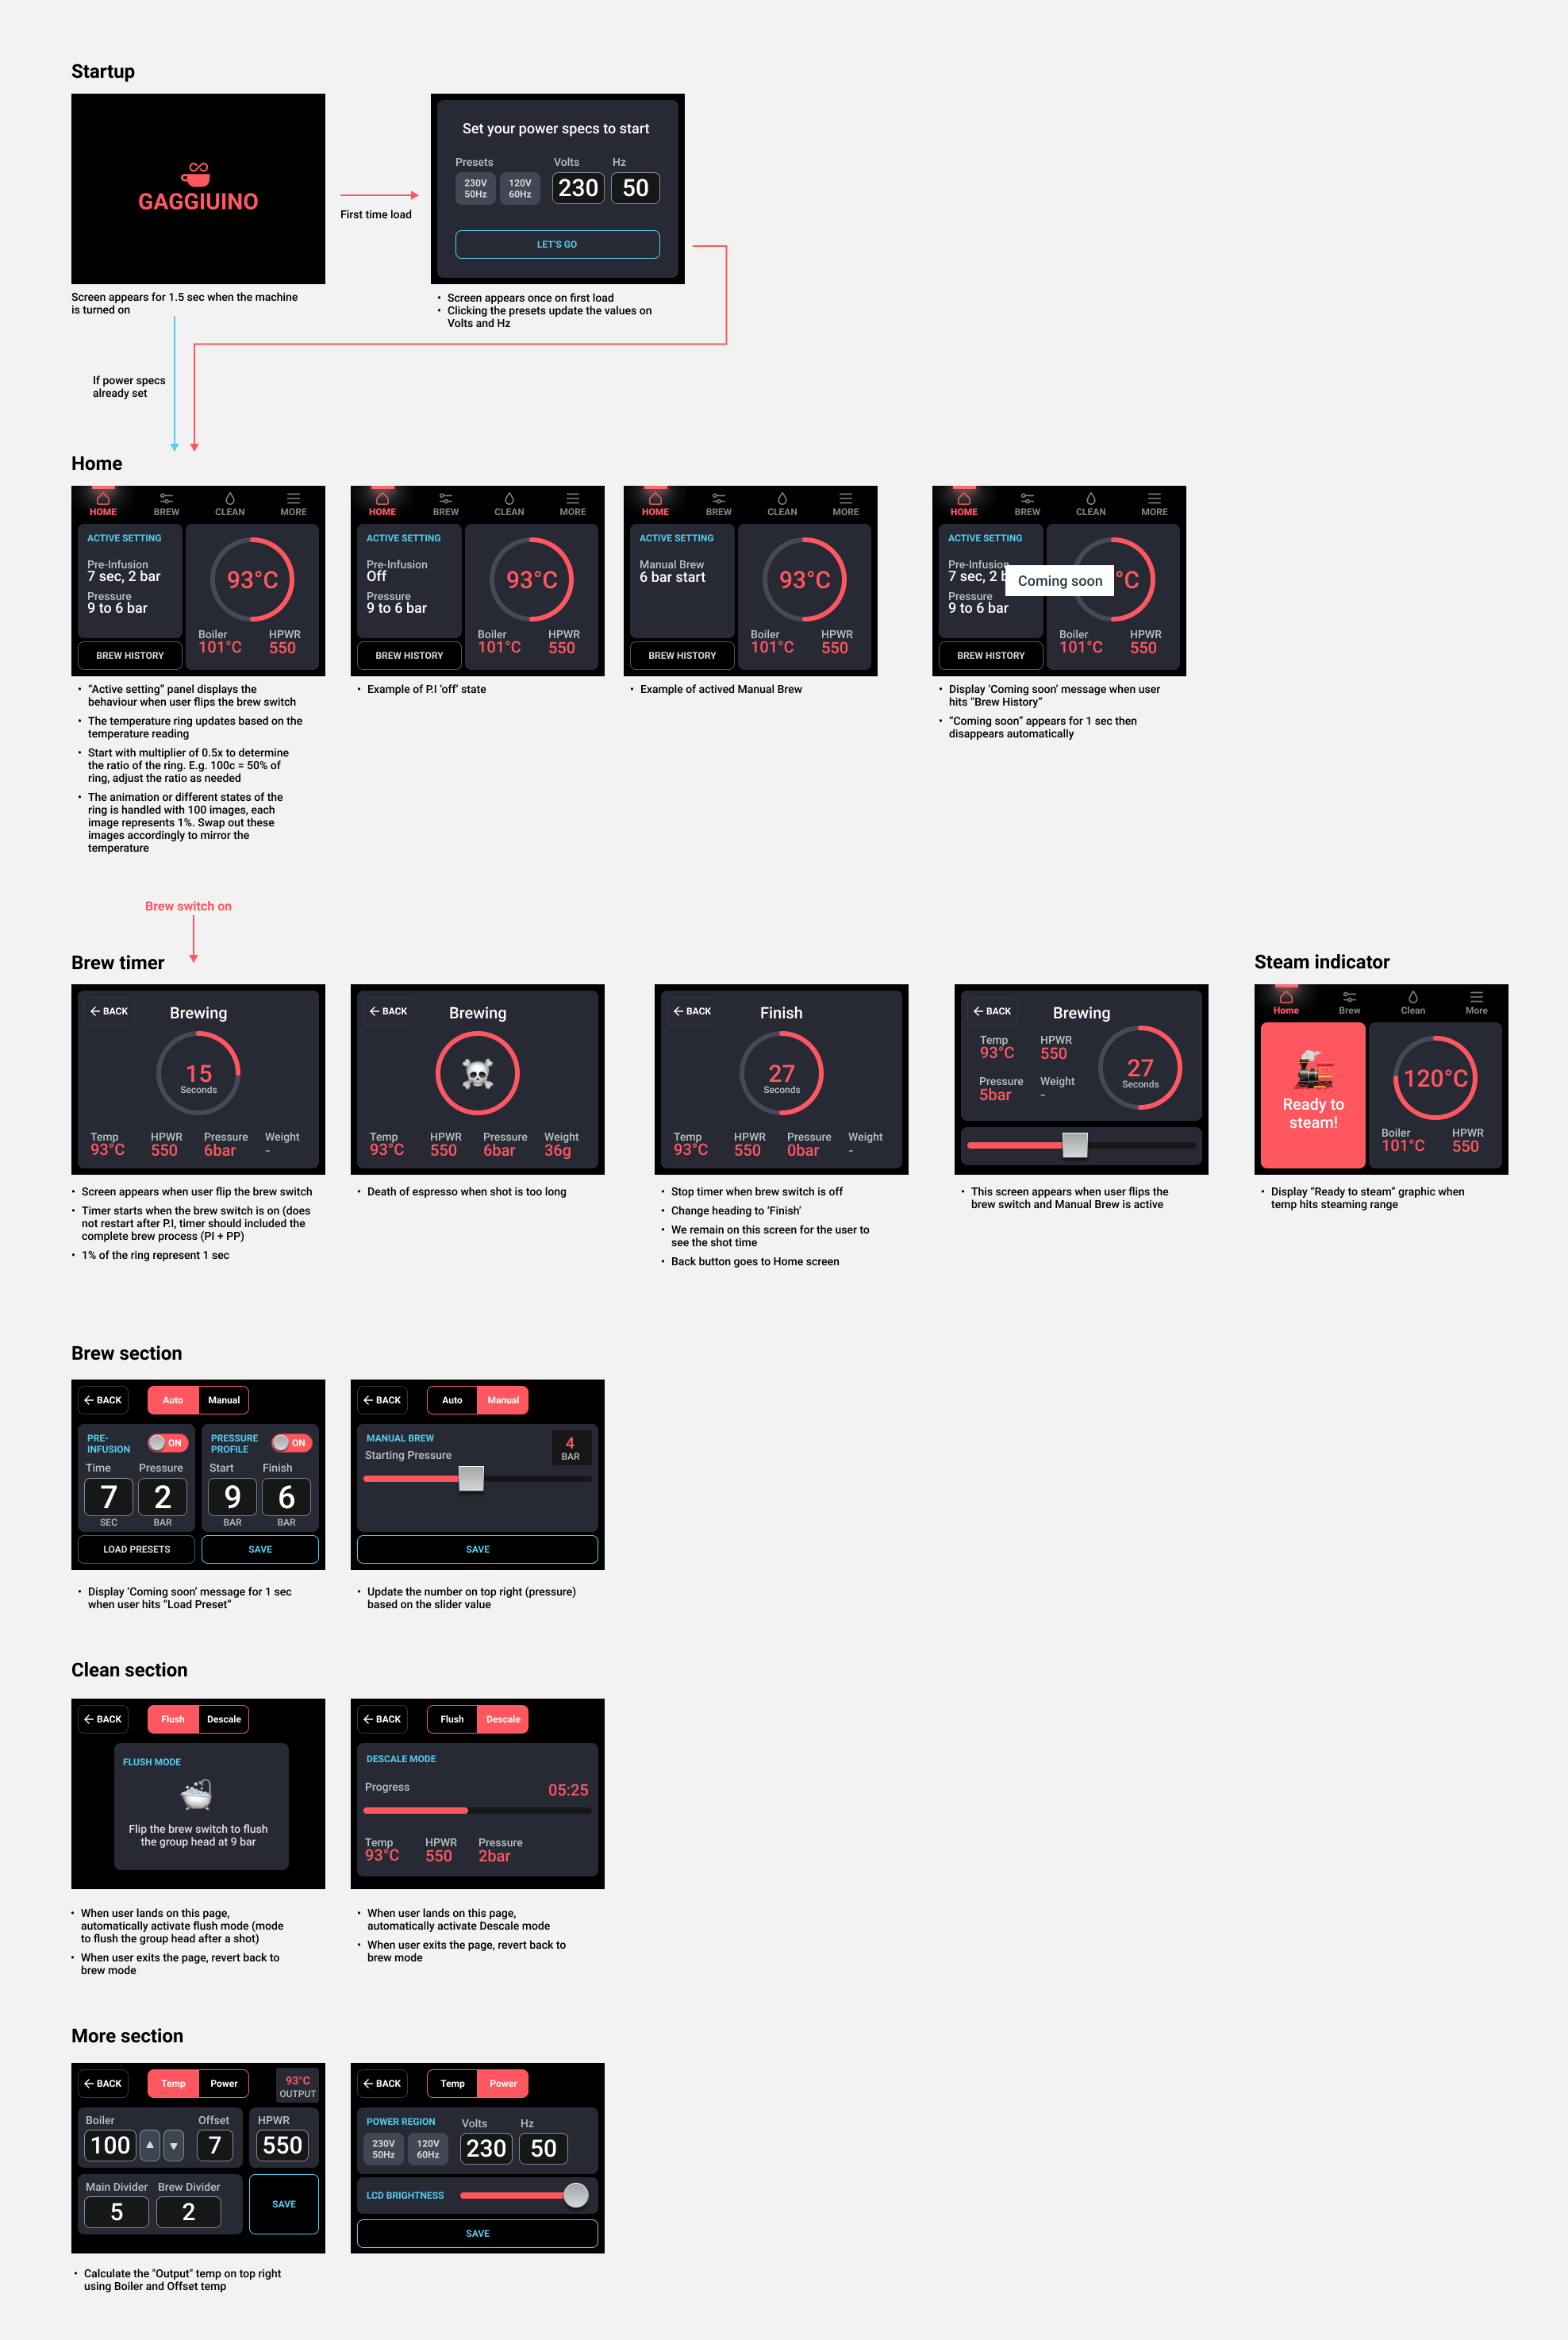 Startup
GAGGIUINO
Screen appears for 1.5 sec when the machine
is turned on
First time load
Set your power specs to start
Presets
Volts
Hz
230V
50Hz
120V
60Hz
230
50
LET'S GO
• Screen appears once on first load
• Clicking the presets update the values on
Volts and Hz
If power specs
already set
Home
HOME
BREW
CLEAN
MORE
ACTIVE SETTING
Pre-Infusion
7 sec, 2 bar
Pressure
9 to 6 bar
BREW HISTORY
93°C
Boiler
101°C
HPWR
550
• “Active setting” panel displays the
behaviour when user flips the brew switch
• The temperature ring updates based on the
temperature reading
• Start with multiplier of 0.5x to determine
the ratio of the ring. E.g. 100c = 50% of
ring, adjust the ratio as needed
• The animation or different states of the
ring is handled with 100 images, each
image represents 1%. Swap out these
images accordingly to mirror the
temperature
HOME
BREW
CLEAN
MORE
ACTIVE SETTING
Pre-Infusion
Off
Pressure
9 to 6 bar
BREW HISTORY
93°C
Boiler
101°C
HPWR
550
• Example of P.I ‘off’ state
HOME
BREW
CLEAN
MORE
ACTIVE SETTING
Manual Brew
6 bar start
BREW HISTORY
93°C
Boiler
101°C
HPWR
550
• Example of actived Manual Brew
HOME
BREW
CLEAN
MORE
ACTIVE SETTING
Pre-Infusion
7 sec, 2 b
Coming soon
°C
Pressure
9 to 6 bar
BREW HISTORY
Boiler
101°C
HPWR
550
• Display ‘Coming soon’ message when user
hits “Brew History”
• “Coming soon” appears for 1 sec then
disappears automatically
Brew switch on
Brew timer
BACK
Brewing
15
Seconds
Temp
93°C
HPWR
550
Pressure
6bar
Weight
-
• Screen appears when user flip the brew switch
• Timer starts when the brew switch is on (does
not restart after P.I, timer should included the
complete brew process (PI + PP)
• 1% of the ring represent 1 sec
BACK
Brewing
Temp
93°C
HPWR
550
Pressure
6bar
Weight
36g
• Death of espresso when shot is too long
BACK
Finish
27
Seconds
Temp
93°C
HPWR
550
Pressure
0bar
Weight
-
• Stop timer when brew switch is off
• Change heading to ‘Finish’
• We remain on this screen for the user to
see the shot time
• Back button goes to Home screen
BACK
Brewing
Temp
93°C
HPWR
550
Pressure
5bar
Weight
-
27
Seconds
• This screen appears when user flips the
brew switch and Manual Brew is active
Steam indicator
Home
Brew
Clean
More
Ready to
steam!
120°C
Boiler
101°C
HPWR
550
• Display “Ready to steam” graphic when
temp hits steaming range
Brew section
BACK
Auto
Manual
PRE-
INFUSION
ON
Time
Pressure
7
2
SEC
BAR
PRESSURE
PROFILE
ON
Start
Finish
9
6
BAR
BAR
LOAD PRESETS
SAVE
• Display ‘Coming soon’ message for 1 sec
when user hits “Load Preset”
BACK
Auto
Manual
MANUAL BREW
Starting Pressure
4
BAR
SAVE
• Update the number on top right (pressure)
based on the slider value
Clean section
BACK
Flush
Descale
FLUSH MODE
Flip the brew switch to flush
the group head at 9 bar
• When user lands on this page,
automatically activate flush mode (mode
to flush the group head after a shot)
• When user exits the page, revert back to
brew mode
BACK
Flush
Descale
DESCALE MODE
Progress
05:25
Temp
93°C
HPWR
550
Pressure
2bar
• When user lands on this page,
automatically activate Descale mode
• When user exits the page, revert back to
brew mode
More section
BACK
Temp
Power
93°C
OUTPUT
Boiler
100
Offset
7
HPWR
550
Main Divider
5
Brew Divider
2
SAVE
• Calculate the "Output" temp on top right
using Boiler and Offset temp
BACK
Temp
Power
POWER REGION
230V
50Hz
120V
60Hz
Volts
230
Hz
50
LCD BRIGHTNESS
SAVE